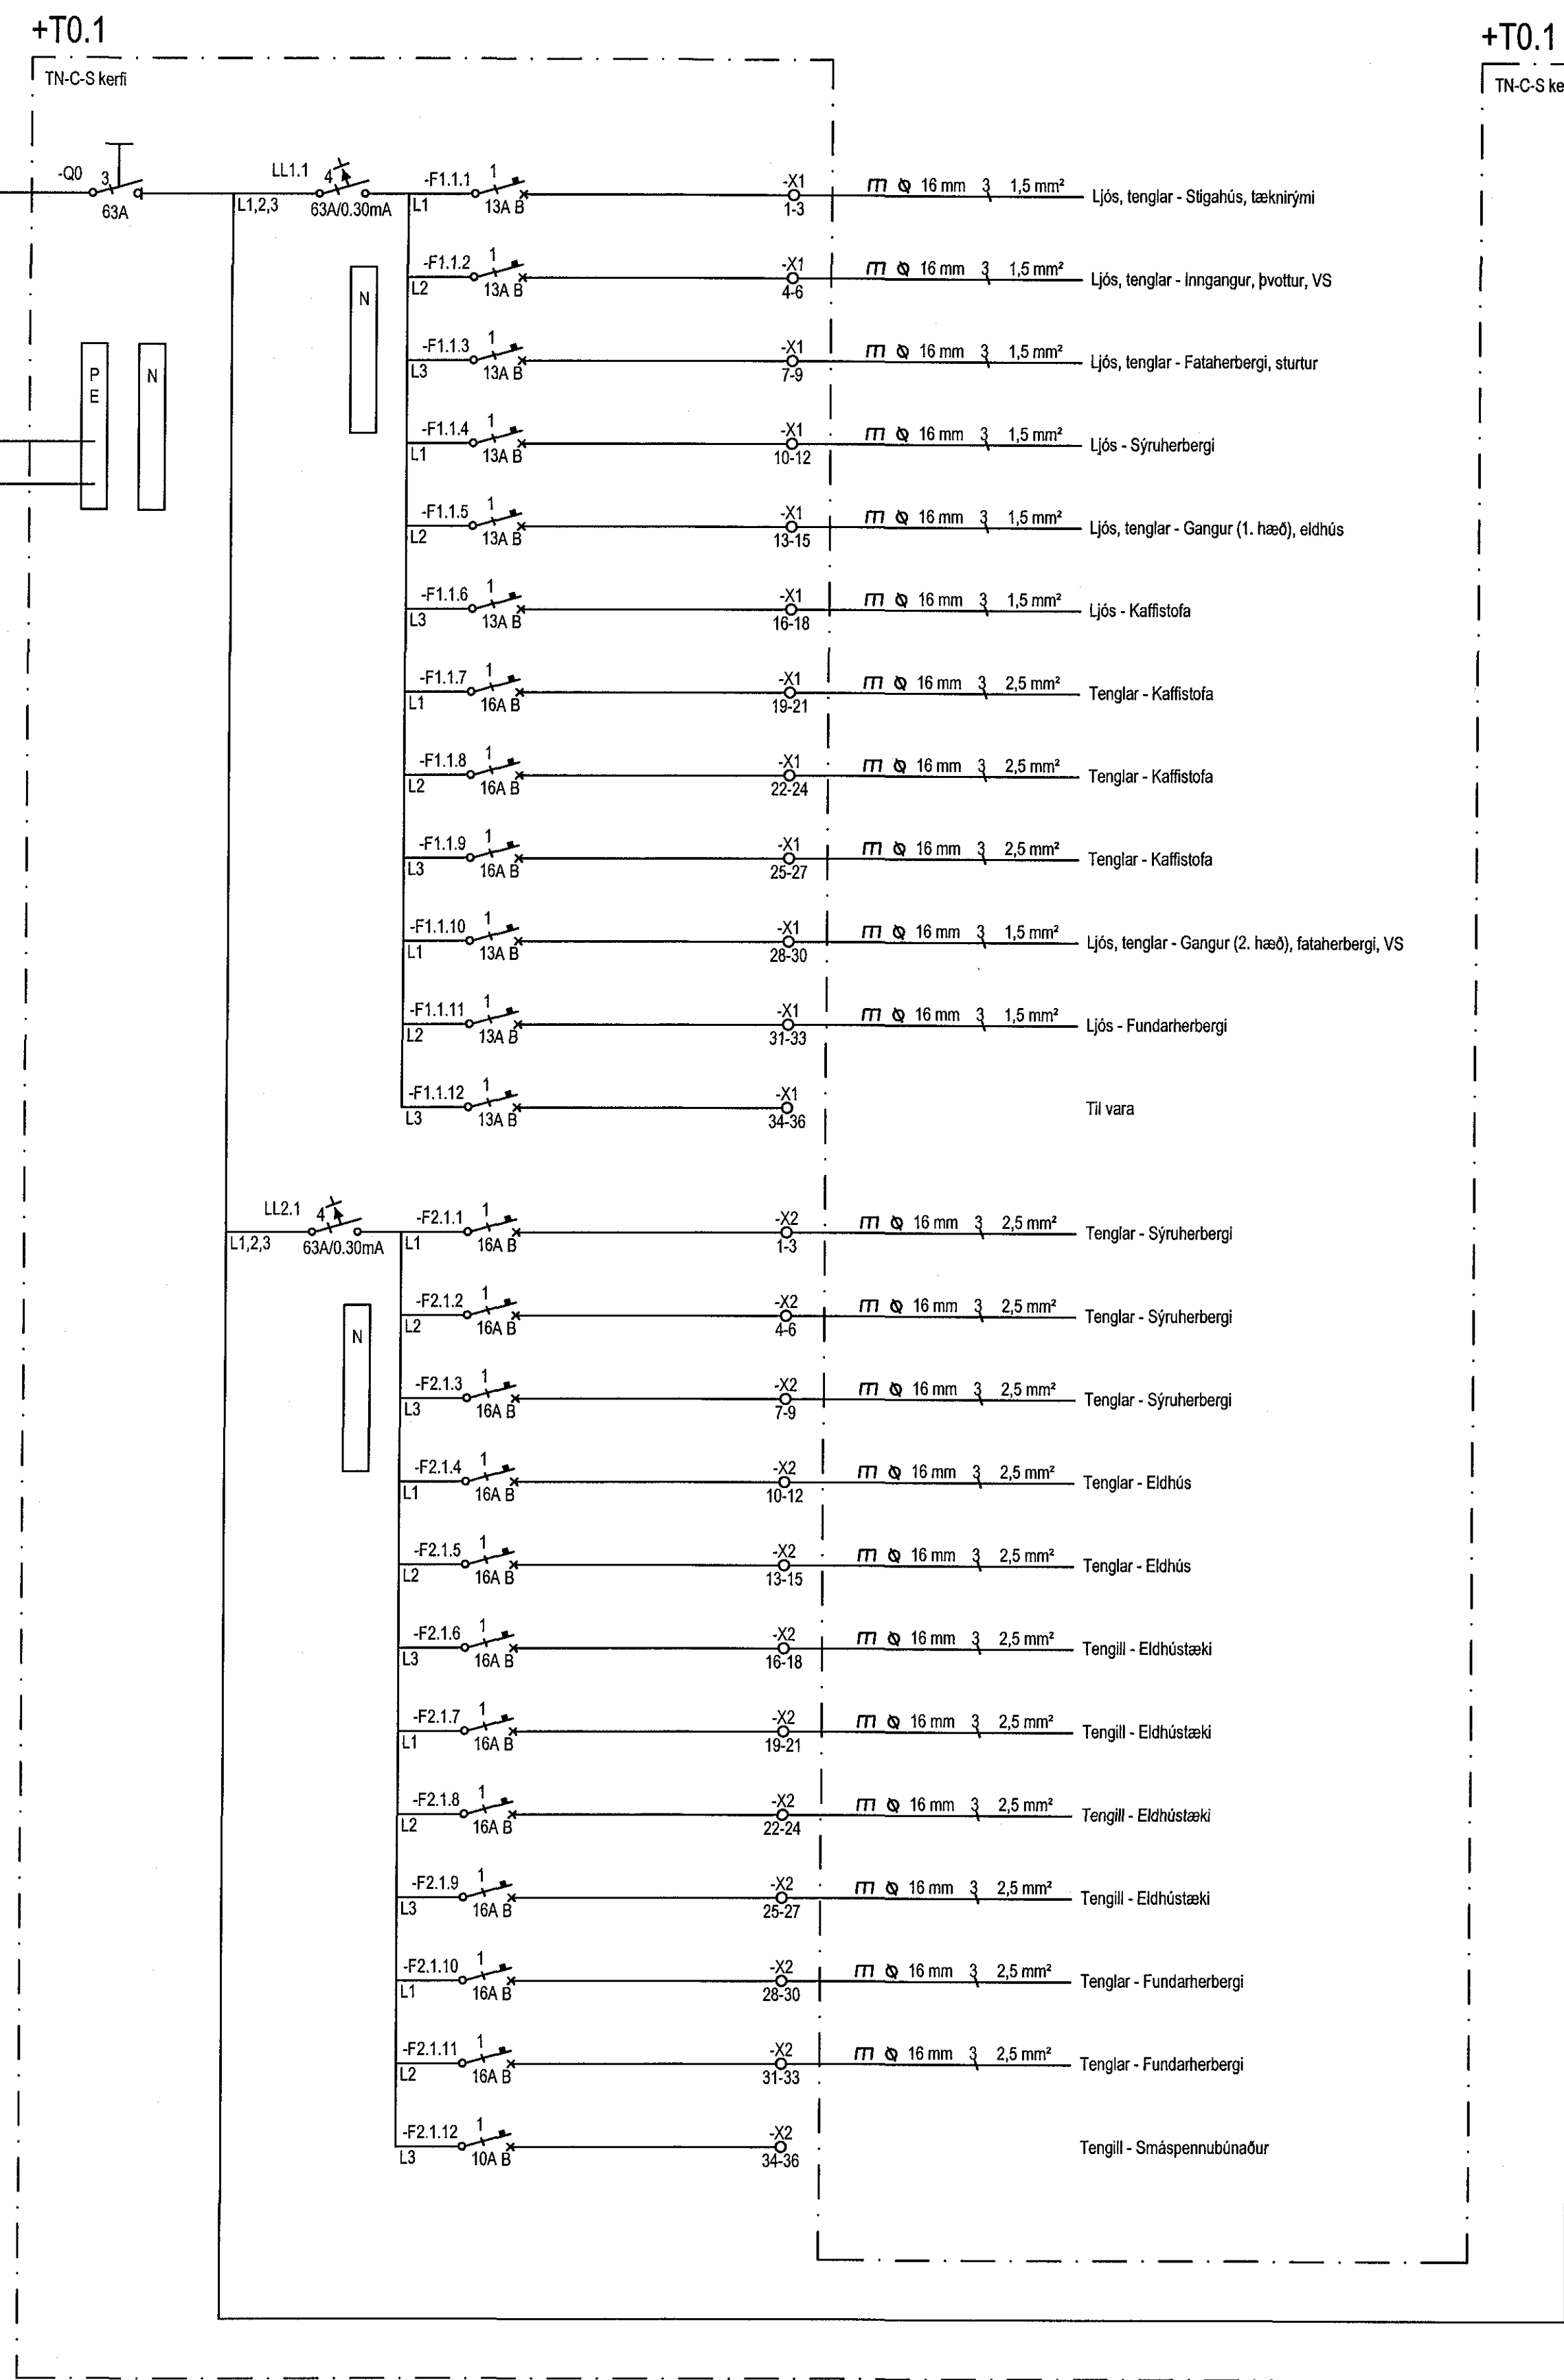 +T0.1
+T0.1
TN-C-S kerfi
TN-C-S ke
-Q0 3 63A
L1,2,3
LL1.1 4 63A/0.30mA
N
P
E
N
-F1.1.1 1 L1 13A B -X1 1-3 16 mm 3 1,5 mm² Ljós, tenglar - Stigahús, tæknirými
-F1.1.2 1 L2 13A B -X1 4-6 16 mm 3 1,5 mm² Ljós, tenglar - Inngangur, þvottur, VS
-F1.1.3 1 L3 13A B -X1 7-9 16 mm 3 1,5 mm² Ljós, tenglar - Fataherbergi, sturtur
-F1.1.4 1 L1 13A B -X1 10-12 16 mm 3 1,5 mm² Ljós - Sýruherbergi
-F1.1.5 1 L2 13A B -X1 13-15 16 mm 3 1,5 mm² Ljós, tenglar - Gangur (1. hæð), eldhús
-F1.1.6 1 L3 13A B -X1 16-18 16 mm 3 1,5 mm² Ljós - Kaffistofa
-F1.1.7 1 L1 16A B -X1 19-21 16 mm 3 2,5 mm² Tenglar - Kaffistofa
-F1.1.8 1 L2 16A B -X1 22-24 16 mm 3 2,5 mm² Tenglar - Kaffistofa
-F1.1.9 1 L3 16A B -X1 25-27 16 mm 3 2,5 mm² Tenglar - Kaffistofa
-F1.1.10 1 L1 13A B -X1 28-30 16 mm 3 1,5 mm² Ljós, tenglar - Gangur (2. hæð), fataherbergi, VS
-F1.1.11 1 L2 13A B -X1 31-33 16 mm 3 1,5 mm² Ljós - Fundarherbergi
-F1.1.12 1 L3 13A B -X1 34-36 Til vara
L1,2,3
LL2.1 4 63A/0.30mA
N
-F2.1.1 1 L1 16A B -X2 1-3 16 mm 3 2,5 mm² Tenglar - Sýruherbergi
-F2.1.2 1 L2 16A B -X2 4-6 16 mm 3 2,5 mm² Tenglar - Sýruherbergi
-F2.1.3 1 L3 16A B -X2 7-9 16 mm 3 2,5 mm² Tenglar - Sýruherbergi
-F2.1.4 1 L1 16A B -X2 10-12 16 mm 3 2,5 mm² Tenglar - Eldhús
-F2.1.5 1 L2 16A B -X2 13-15 16 mm 3 2,5 mm² Tenglar - Eldhús
-F2.1.6 1 L3 16A B -X2 16-18 16 mm 3 2,5 mm² Tengill - Eldhústæki
-F2.1.7 1 L1 16A B -X2 19-21 16 mm 3 2,5 mm² Tengill - Eldhústæki
-F2.1.8 1 L2 16A B -X2 22-24 16 mm 3 2,5 mm² Tengill - Eldhústæki
-F2.1.9 1 L3 16A B -X2 25-27 16 mm 3 2,5 mm² Tengill - Eldhústæki
-F2.1.10 1 L1 16A B -X2 28-30 16 mm 3 2,5 mm² Tenglar - Fundarherbergi
-F2.1.11 1 L2 16A B -X2 31-33 16 mm 3 2,5 mm² Tenglar - Fundarherbergi
-F2.1.12 1 L3 10A B -X2 34-36 Tengill - Smáspennubúnaður